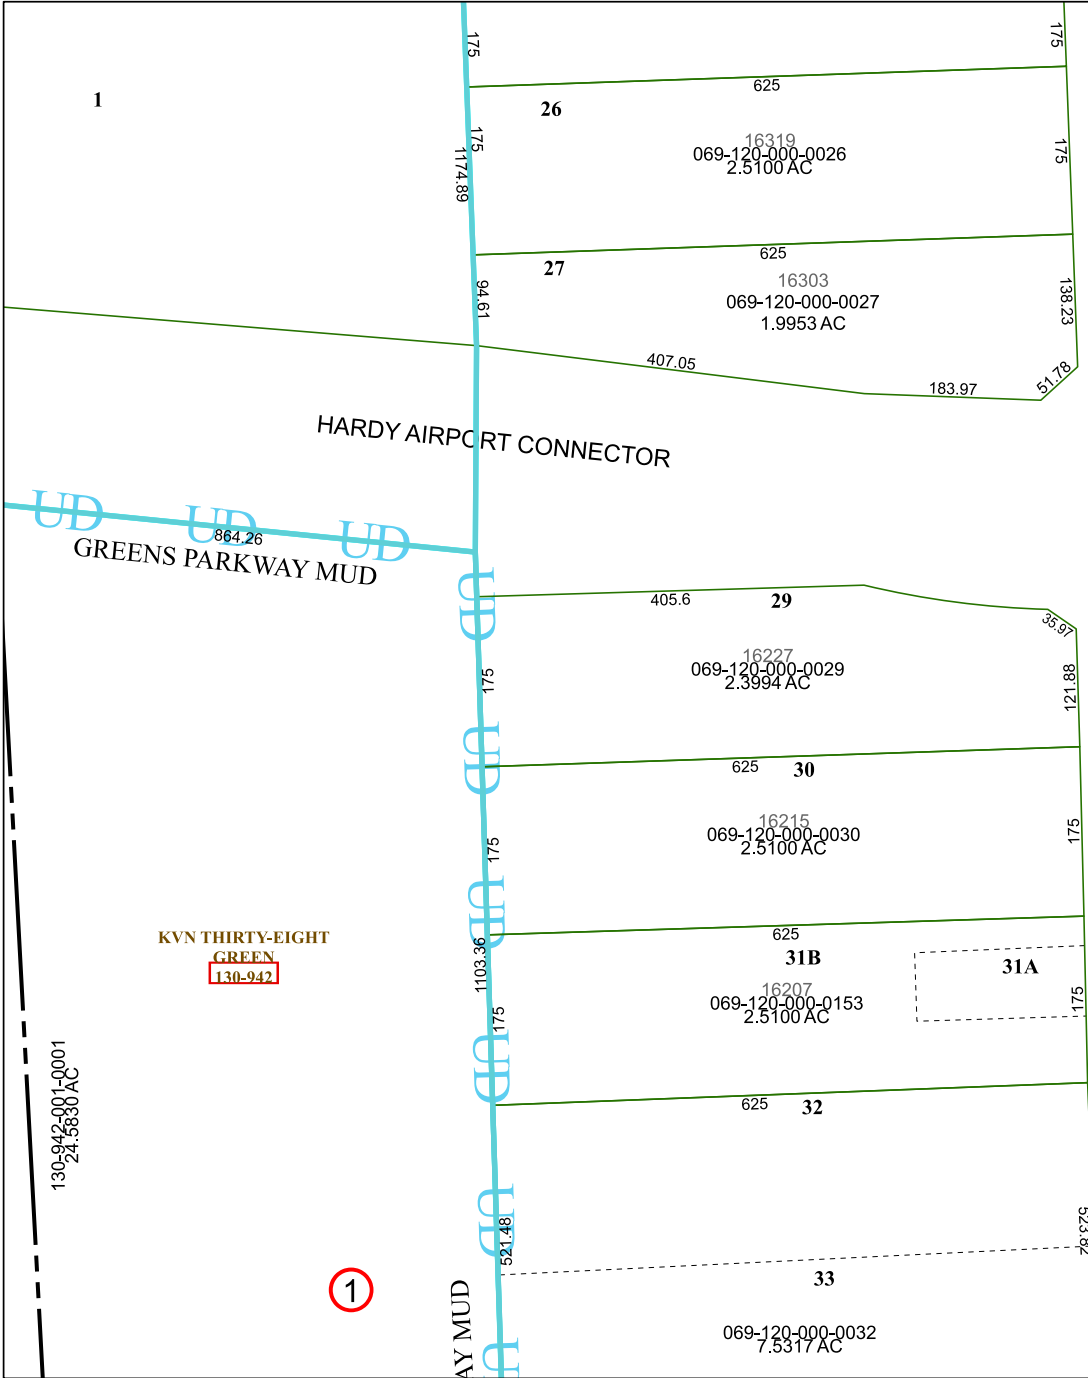 175
175
625
1
26
16319
069-120-000-0026
2.5100 AC
175
1174.89
175
625
27
16303
069-120-000-0027
1.9953 AC
94.61
138.23
407.05
183.97
51.78
HARDY AIRPORT CONNECTOR
UD UD UD
864.26
GREENS PARKWAY MUD
UD
405.6
29
35.97
16227
069-120-000-0029
2.3994 AC
175
121.88
UD
625
30
16215
069-120-000-0030
2.5100 AC
175
175
UD
625
31B
31A
16207
069-120-000-0153
2.5100 AC
1103.36
175
175
KVN THIRTY-EIGHT
GREEN
130-942
130-942-001-0001
24.5830 AC
UD
625
32
UD
521.48
523.82
33
1
AY MUD
069-120-000-0032
7.5317 AC
U